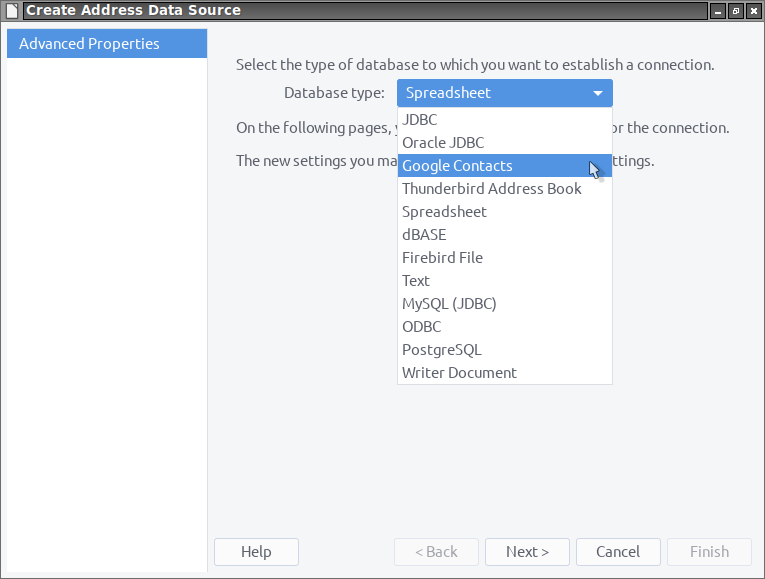 Create Address Data Source
Advanced Properties
Select the type of database to which you want to establish a connection.
Database type: Spreadsheet
JDBC
On the following pages, or the connection.
Oracle JDBC
The new settings you ma ttings.
Google Contacts
Thunderbird Address Book
Spreadsheet
dBASE
Firebird File
Text
MySQL (JDBC)
ODBC
PostgreSQL
Writer Document
Help < Back Next > Cancel Finish